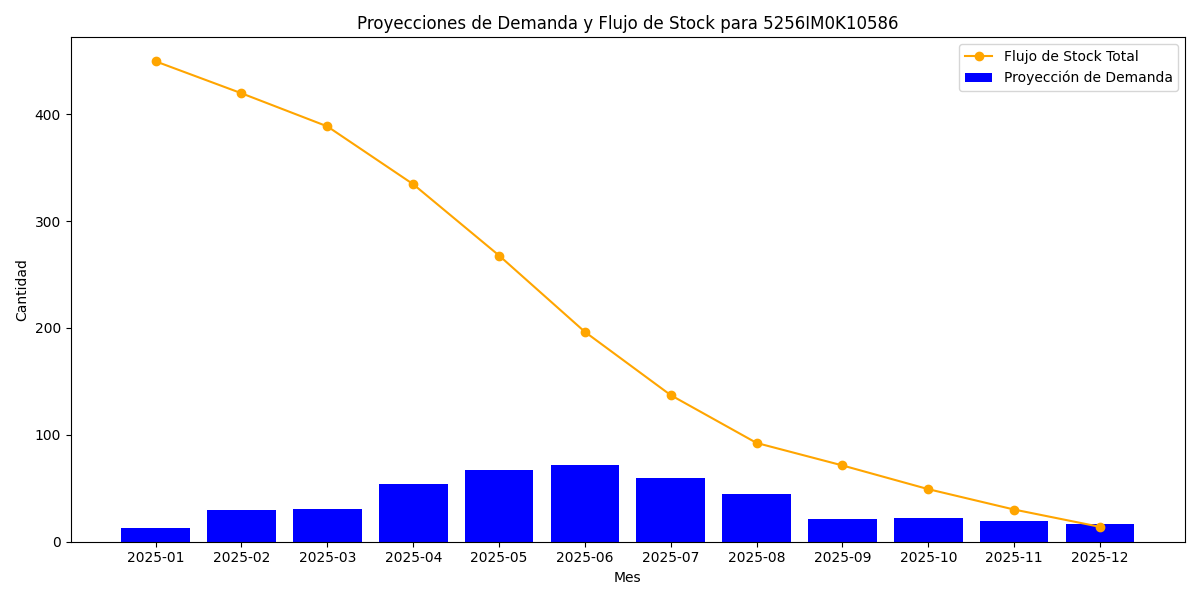 Proyecciones de Demanda y Flujo de Stock para 5256IM0K10586
Flujo de Stock Total
Proyección de Demanda
Cantidad
400
300
200
100
0
2025-01 2025-02 2025-03 2025-04 2025-05 2025-06 2025-07 2025-08 2025-09 2025-10 2025-11 2025-12
Mes